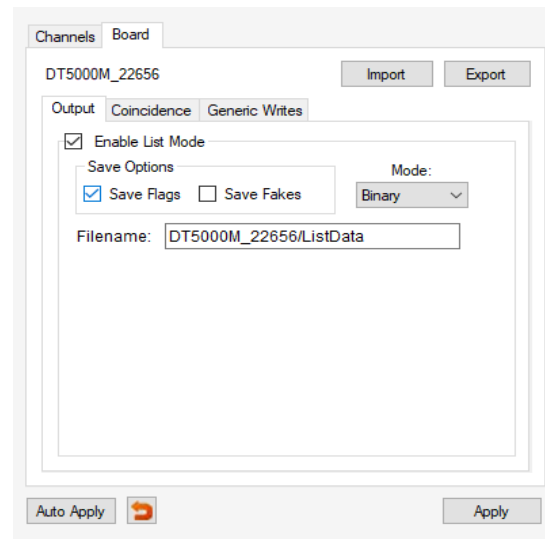 Channels Board
DT5000M_22656 Import Export
Output Coincidence Generic Writes
Enable List Mode
Save Options Mode:
Save Flags Save Fakes Binary
Filename: DT5000M_22656/ListData
Auto Apply Apply